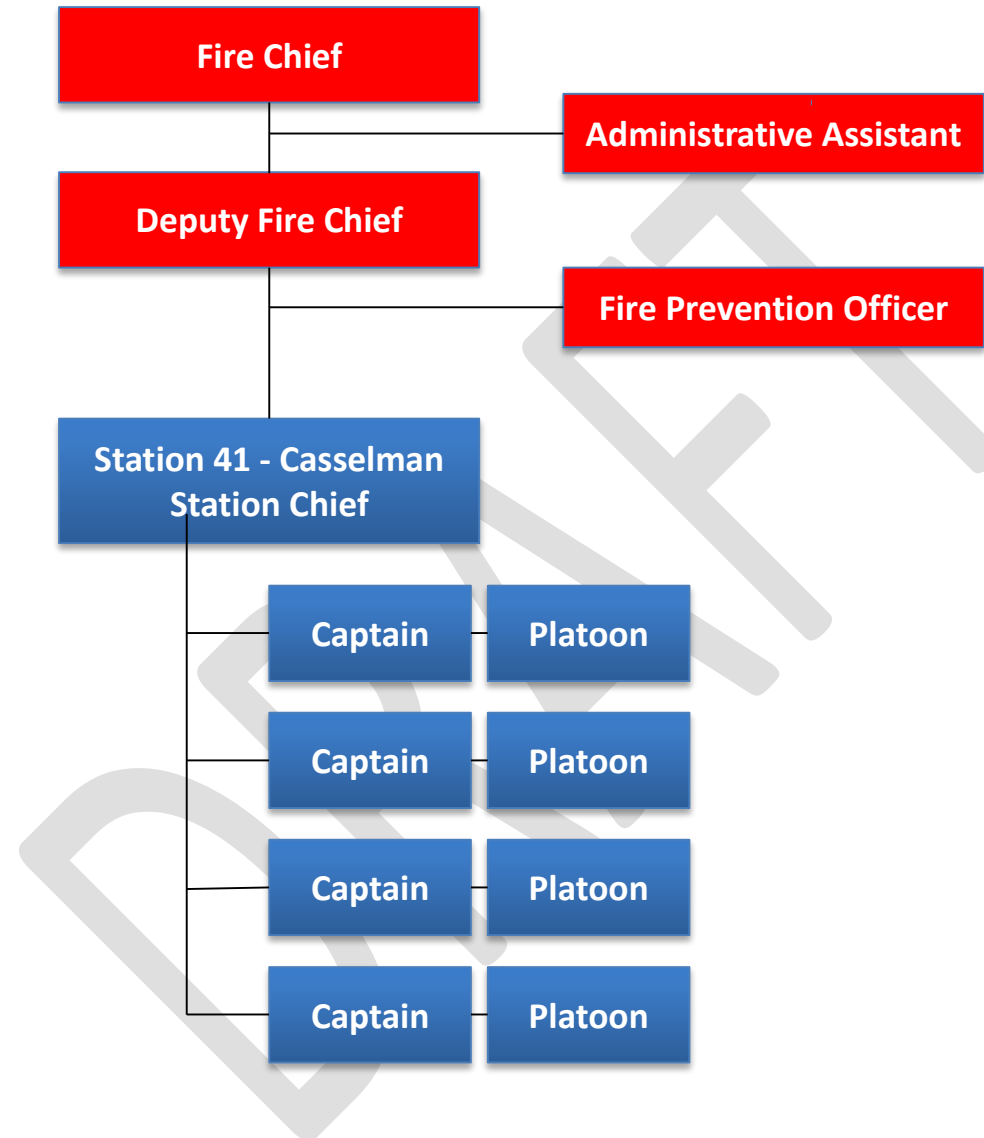 Fire Chief
Administrative Assistant
Deputy Fire Chief
Fire Prevention Officer
Station 41 - Casselman
Station Chief
Captain
Platoon
Captain
Platoon
Captain
Platoon
Captain
Platoon
DRAFT